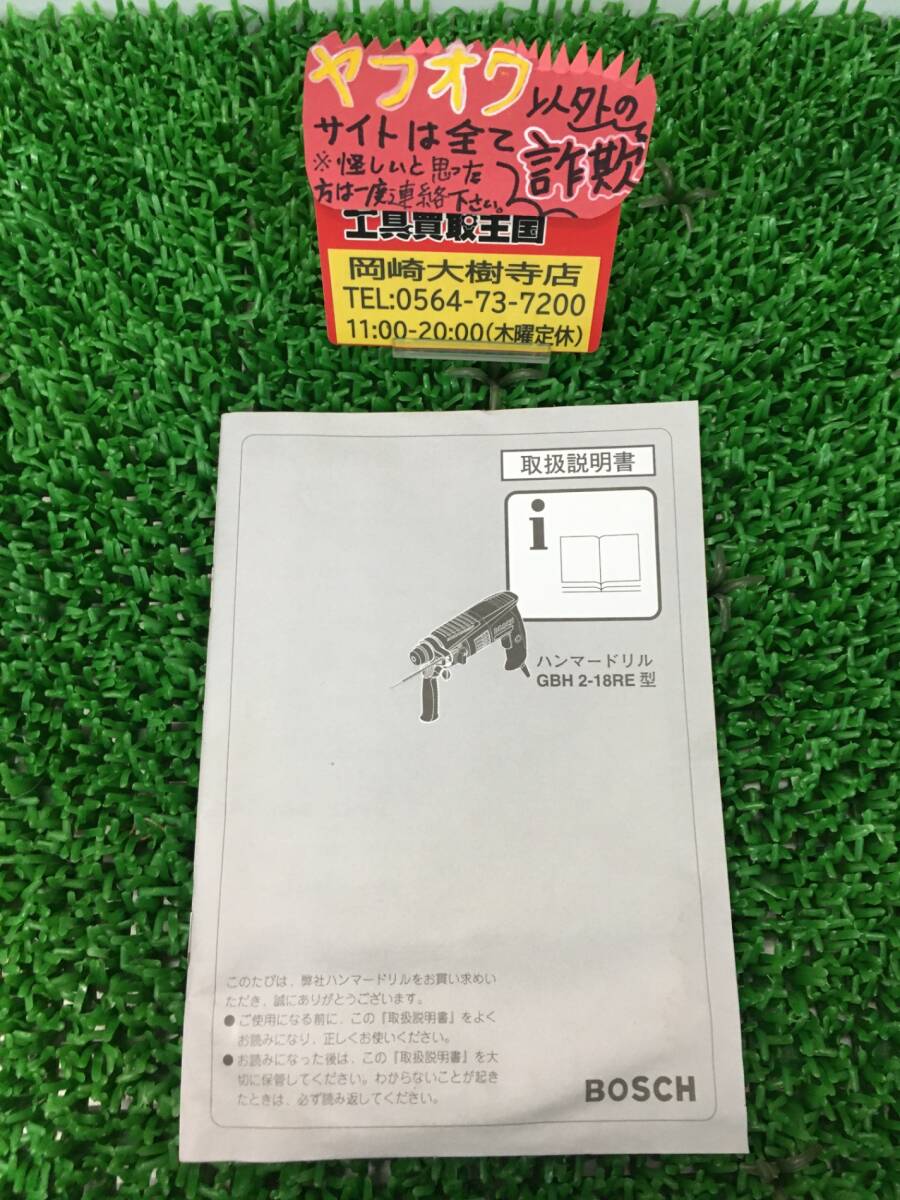 ヤフオク以外の
サイトは全て詐欺
※怪しいと思った
方は一度連絡下さい。
工具買取王国
岡崎大樹寺店
TEL:0564-73-7200
11:00-20:00(木曜定休)
取扱説明書
i
BOSCH
ハンマードリル
GBH 2-18RE 型
このたびは、弊社ハンマードリルをお買い求めい
ただき、誠にありがとうございます。
● ご使用になる前に、この『取扱説明書』をよく
お読みになり、正しくお使いください。
● お読みになった後は、この『取扱説明書』を大
切に保管してください。わからないことが起き
たときは、必ず読み返してください。
BOSCH